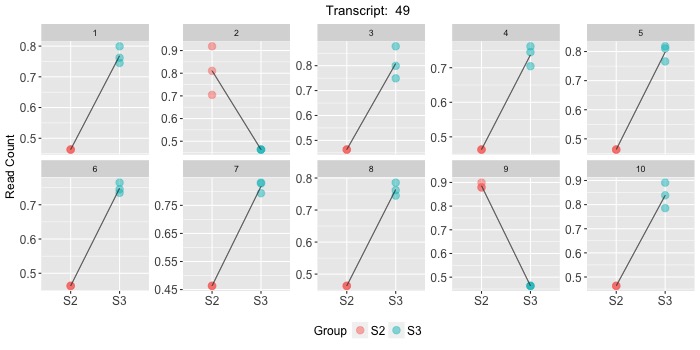 Transcript: 49
1 2 3 4 5
0.8 0.9 0.9 0.8
0.7 0.8 0.8 0.7 0.7
0.6 0.7 0.7 0.6 0.6
0.5 0.6 0.6 0.5 0.5
0.5 0.5
Read Count
6 7 8 9 10
0.7 0.75 0.8 0.9 0.9
0.6 0.65 0.7 0.8 0.8
0.5 0.55 0.6 0.7 0.7
0.45 0.5 0.6 0.6
0.5 0.5
S2 S3 S2 S3 S2 S3 S2 S3 S2 S3
Group S2 S3